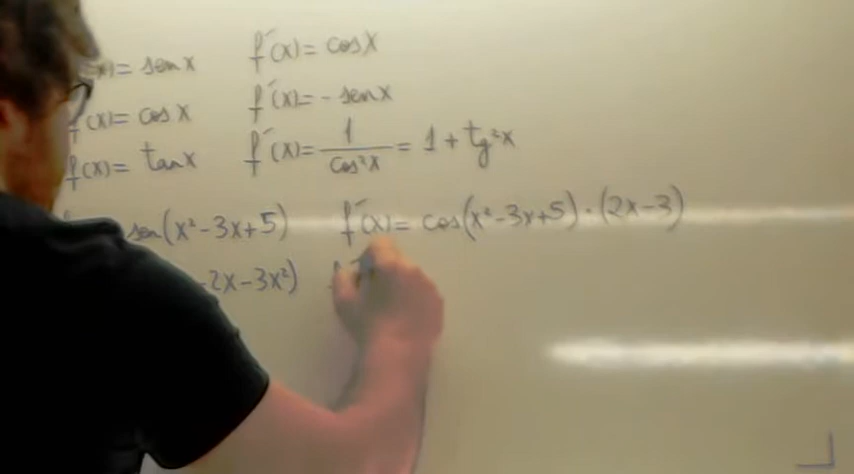 (x) = sen x f'(x) = cos x
f(x) = cos x f'(x) = - sen x
f(x) = tan x f'(x) = 1/cos²x = 1 + tg²x
sen(x² - 3x + 5) f'(x) = cos(x² - 3x + 5) · (2x - 3)
- 2x - 3x²)